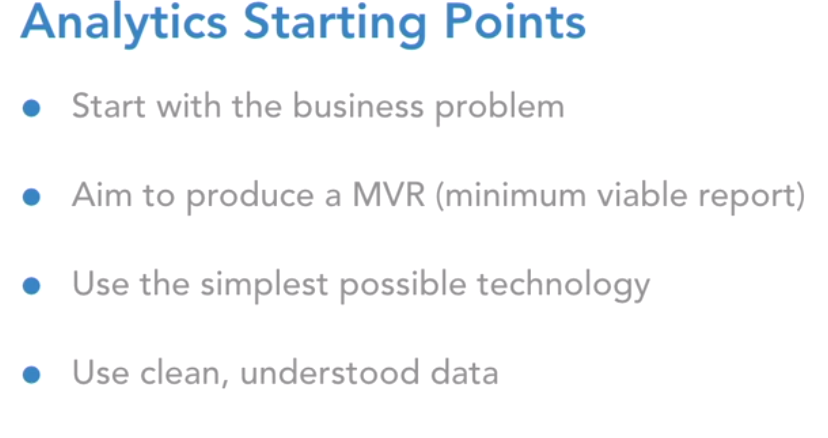 Analytics Starting Points
• Start with the business problem
• Aim to produce a MVR (minimum viable report)
• Use the simplest possible technology
• Use clean, understood data